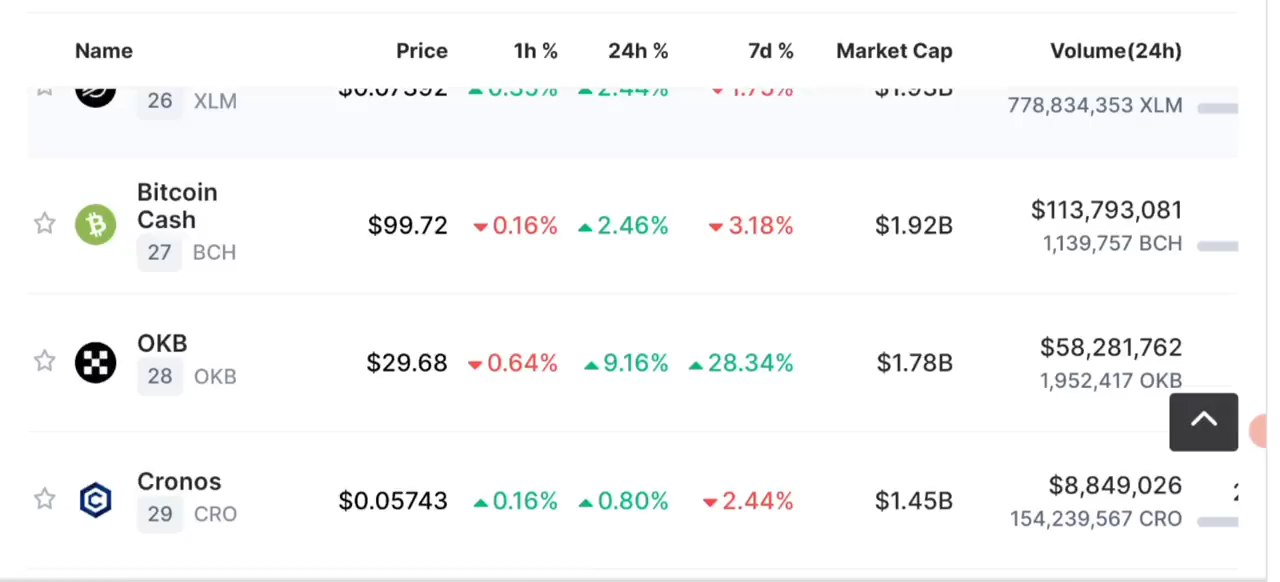 Name Price 1h % 24h % 7d % Market Cap Volume(24h)
26 XLM 778,834,353 XLM
Bitcoin
Cash
$99.72 0.16% 2.46% 3.18% $1.92B $113,793,081
27 BCH 1,139,757 BCH
OKB
$29.68 0.64% 9.16% 28.34% $1.78B $58,281,762
28 OKB 1,952,417 OKB
Cronos
$0.05743 0.16% 0.80% 2.44% $1.45B $8,849,026
29 CRO 154,239,567 CRO